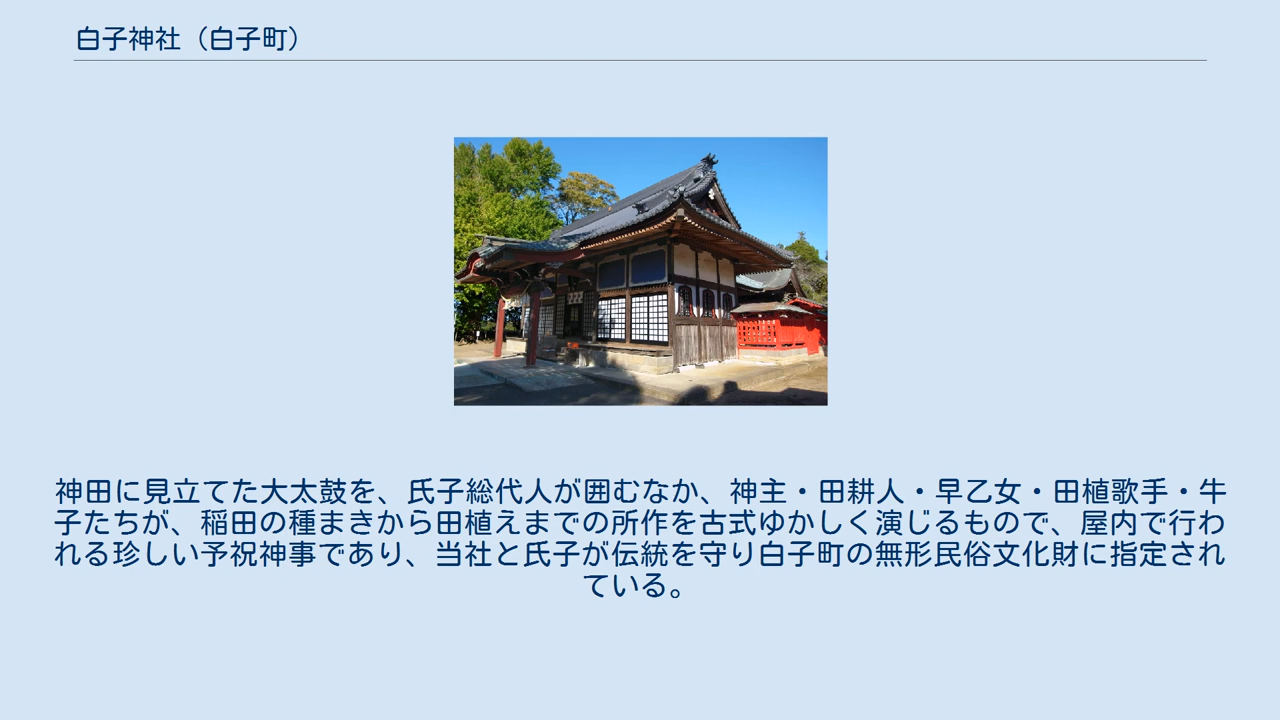 白子神社（白子町）
神田に見立てた大太鼓を、氏子総代人が囲むなか、神主・田耕人・早乙女・田植歌手・牛
子たちが、稲田の種まきから田植えまでの所作を古式ゆかしく演じるもので、屋内で行わ
れる珍しい予祝神事であり、当社と氏子が伝統を守り白子町の無形民俗文化財に指定され
ている。